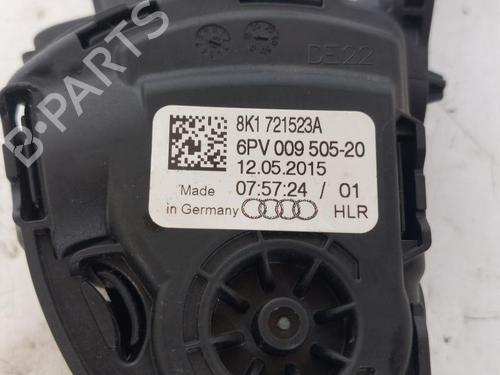 DE22
8K1 721523A
6PV 009 505-20
12.05.2015
Made 07:57:24 / 01
in Germany HLR
B-PARTS